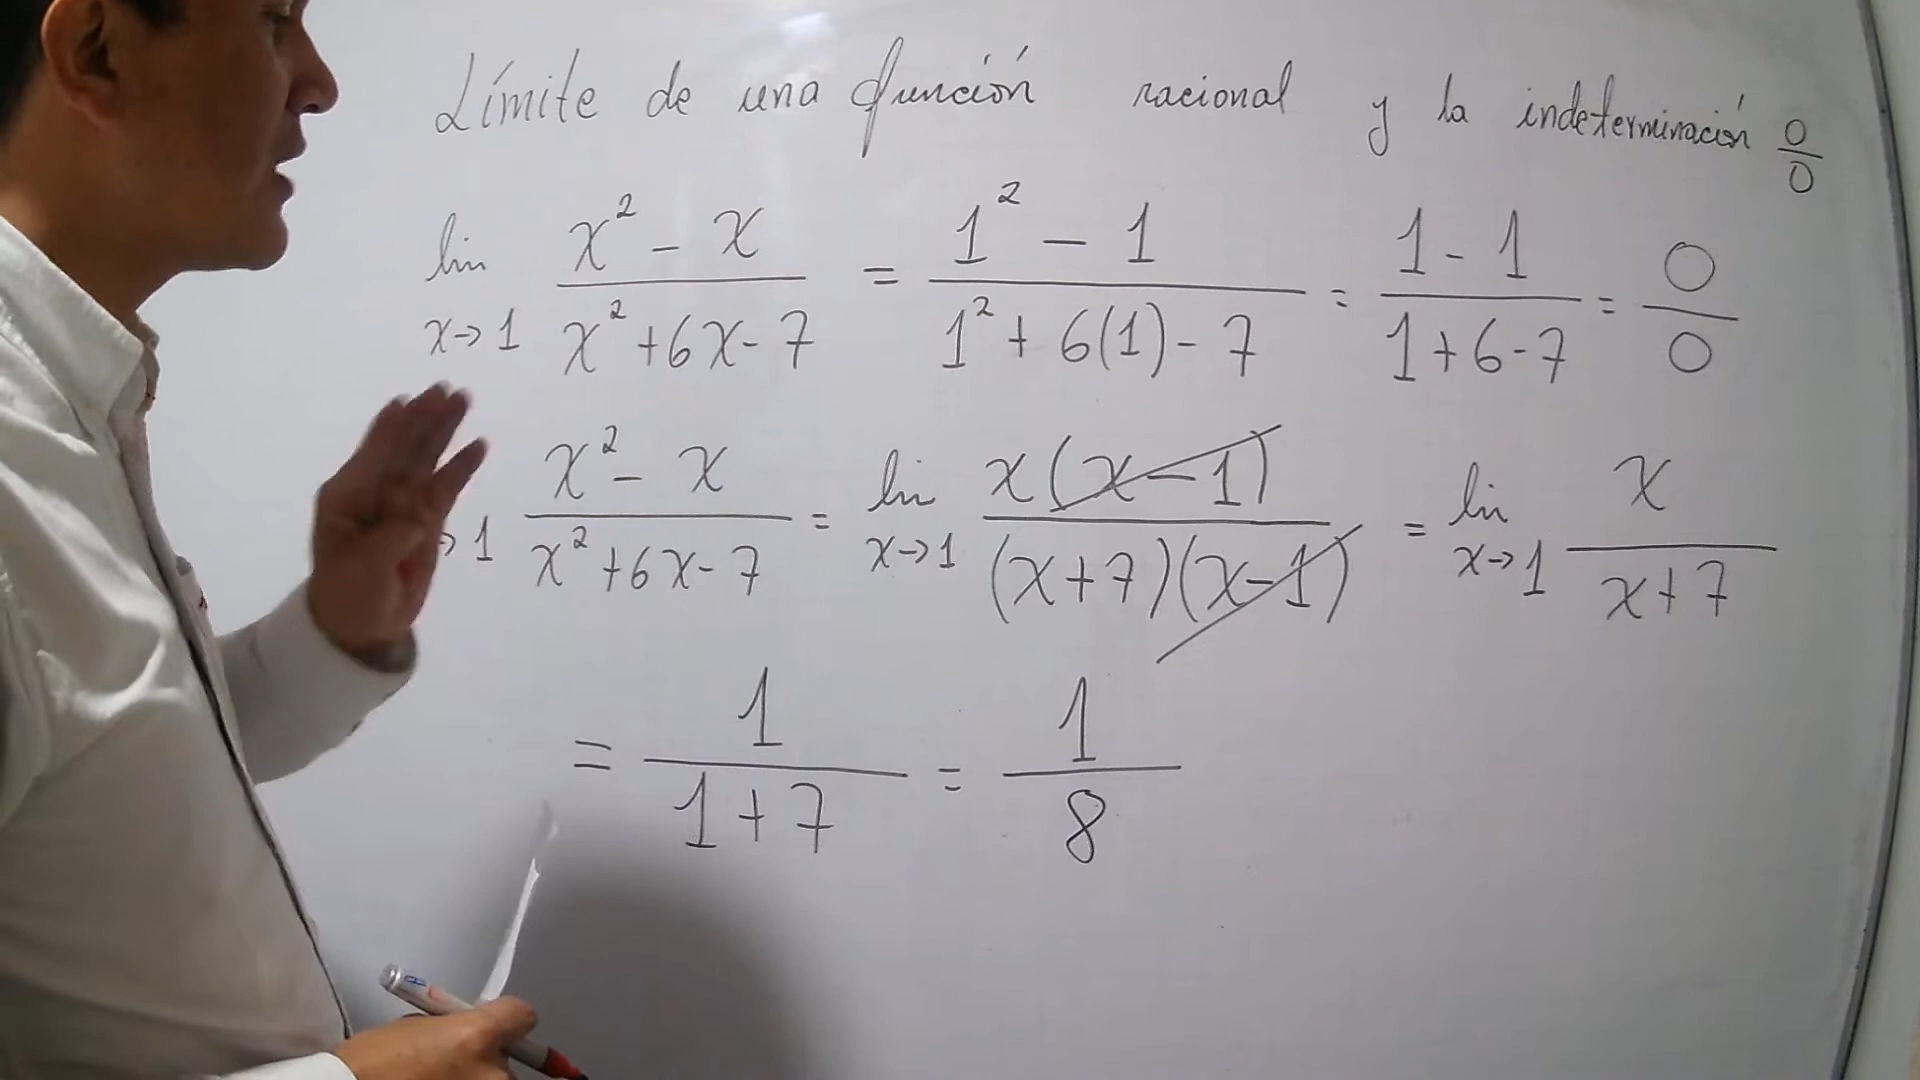 Límite de una función racional y la indeterminación 0/0
lim x→1 (x² - x)/(x² + 6x - 7) = (1² - 1)/(1² + 6(1) - 7) = (1 - 1)/(1 + 6 - 7) = 0/0
→1 (x² - x)/(x² + 6x - 7) = lim x→1 x(x - 1)/((x + 7)(x - 1)) = lim x→1 x/(x + 7)
= 1/(1 + 7) = 1/8